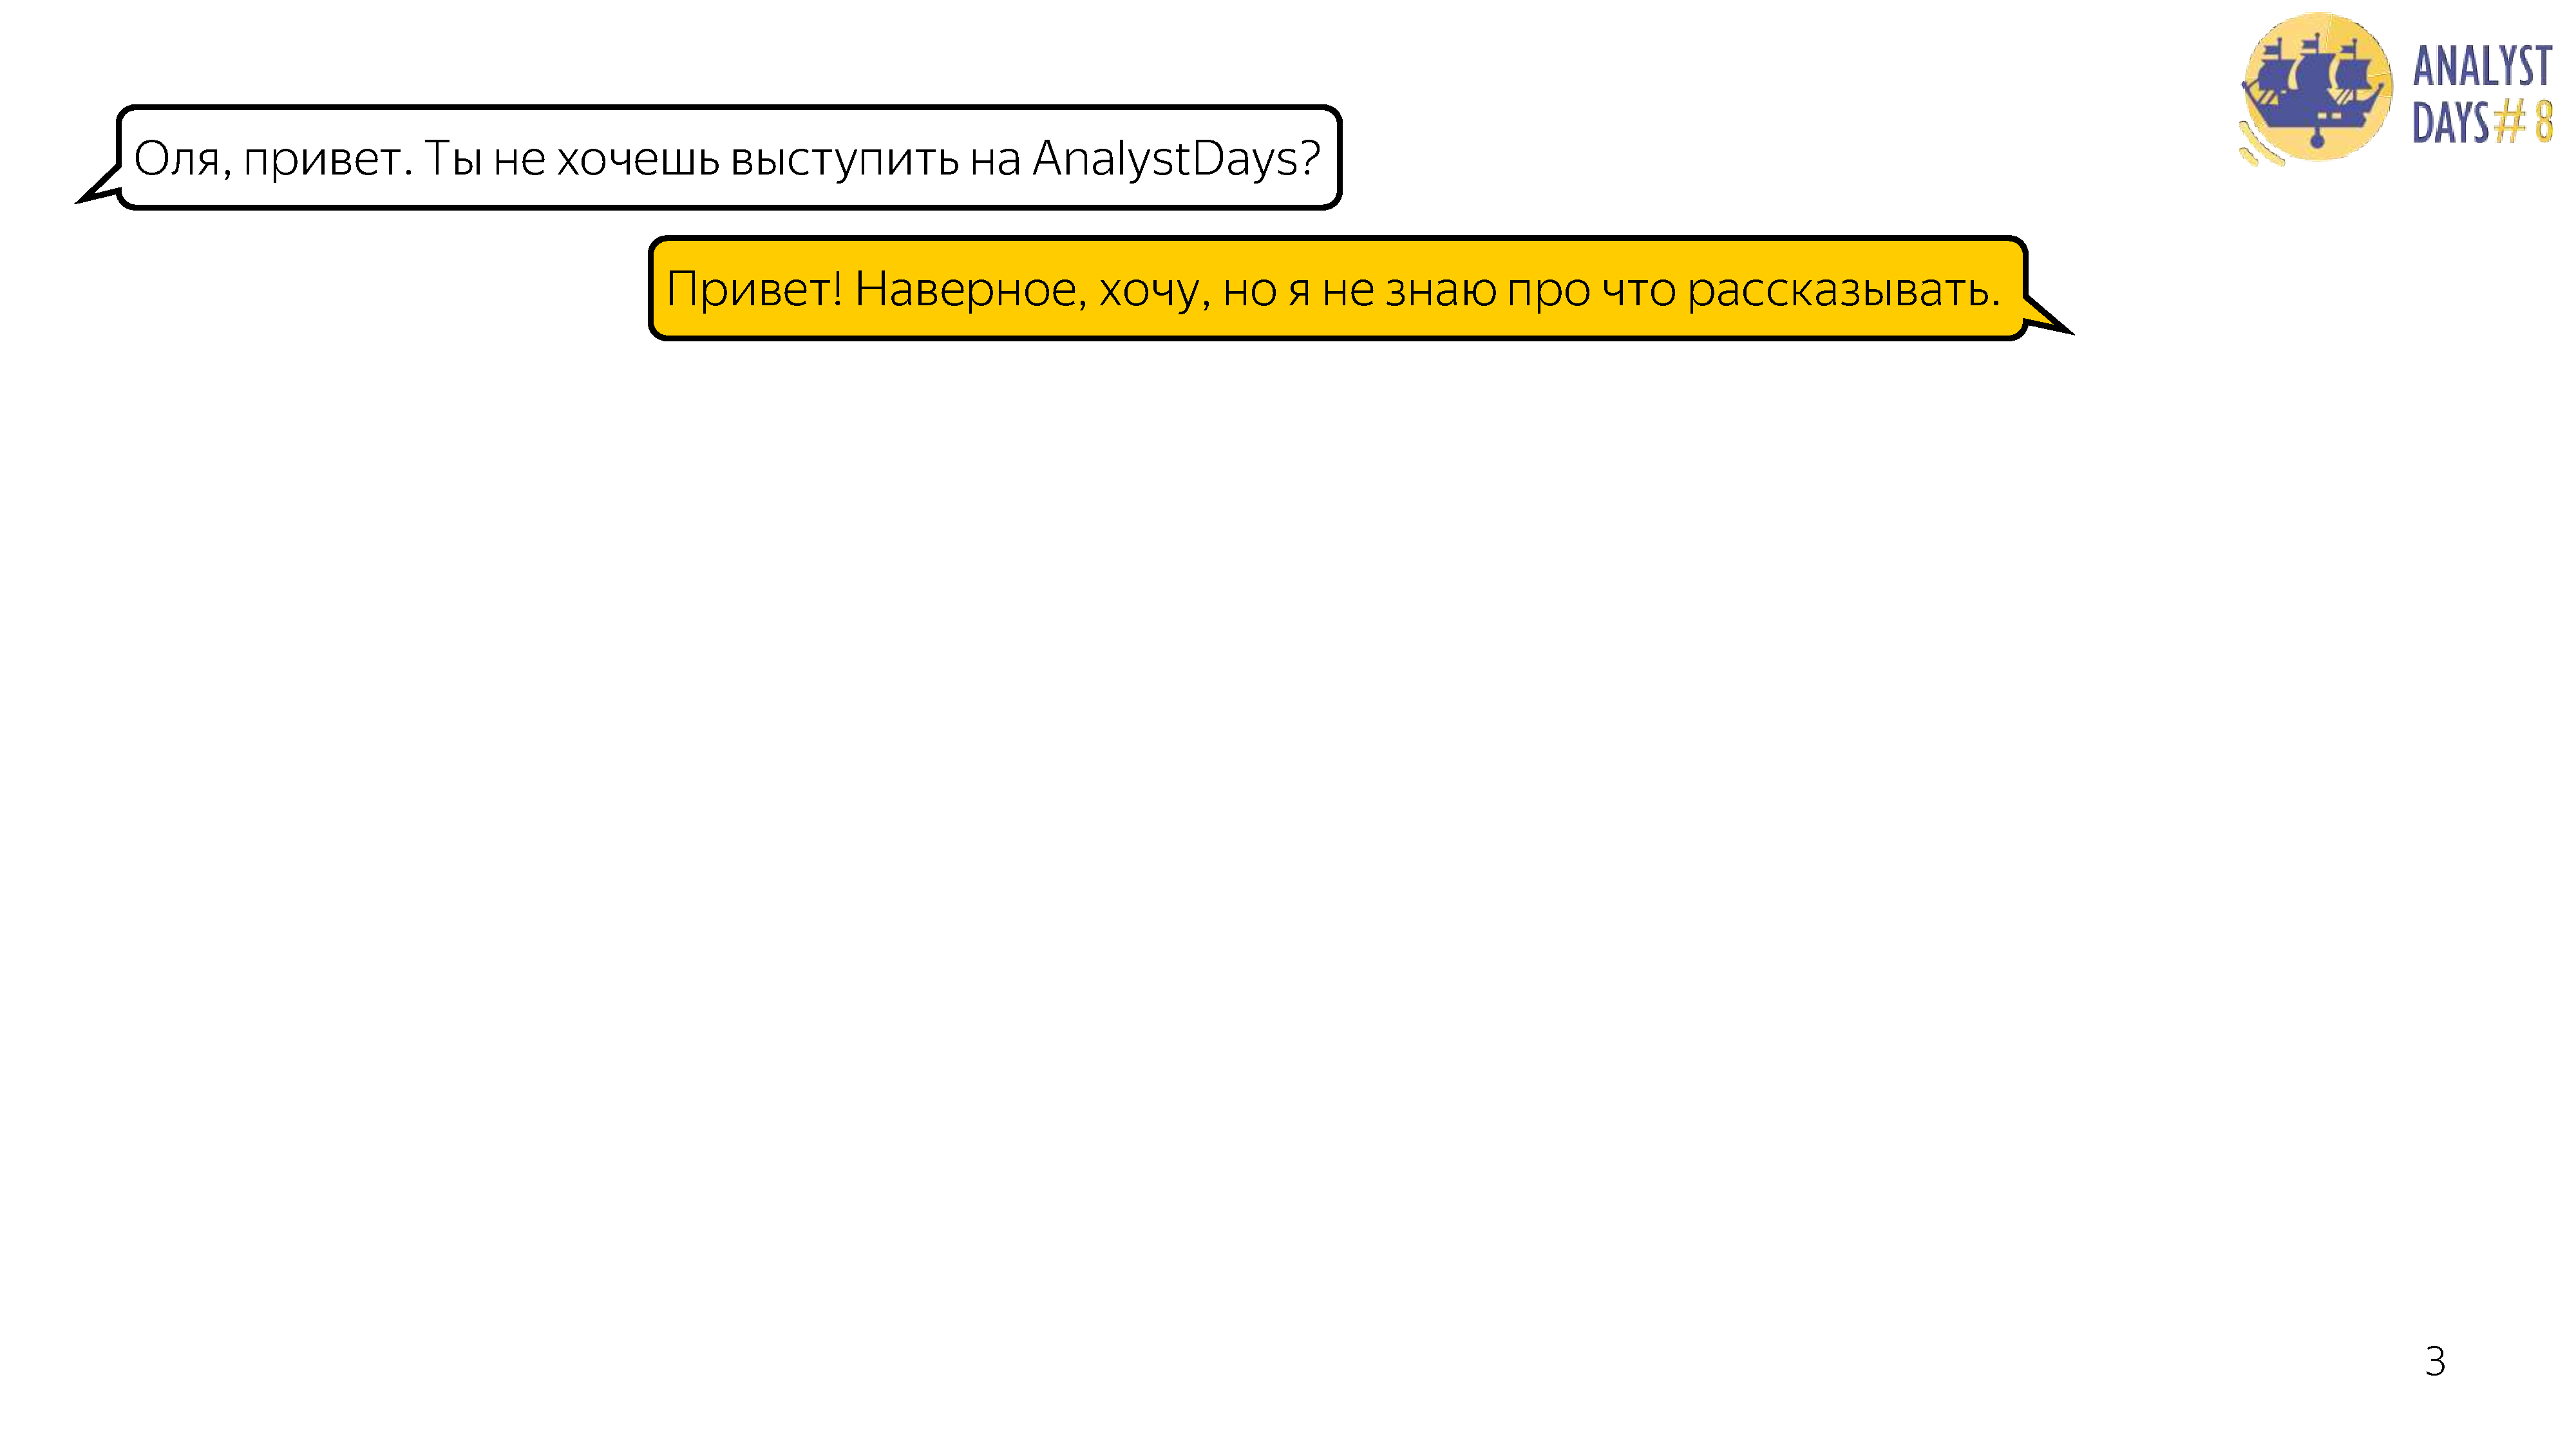 ANALYST
DAYS# 8
Оля, привет. Ты не хочешь выступить на AnalystDays?
Привет! Наверное, хочу, но я не знаю про что рассказывать.
3